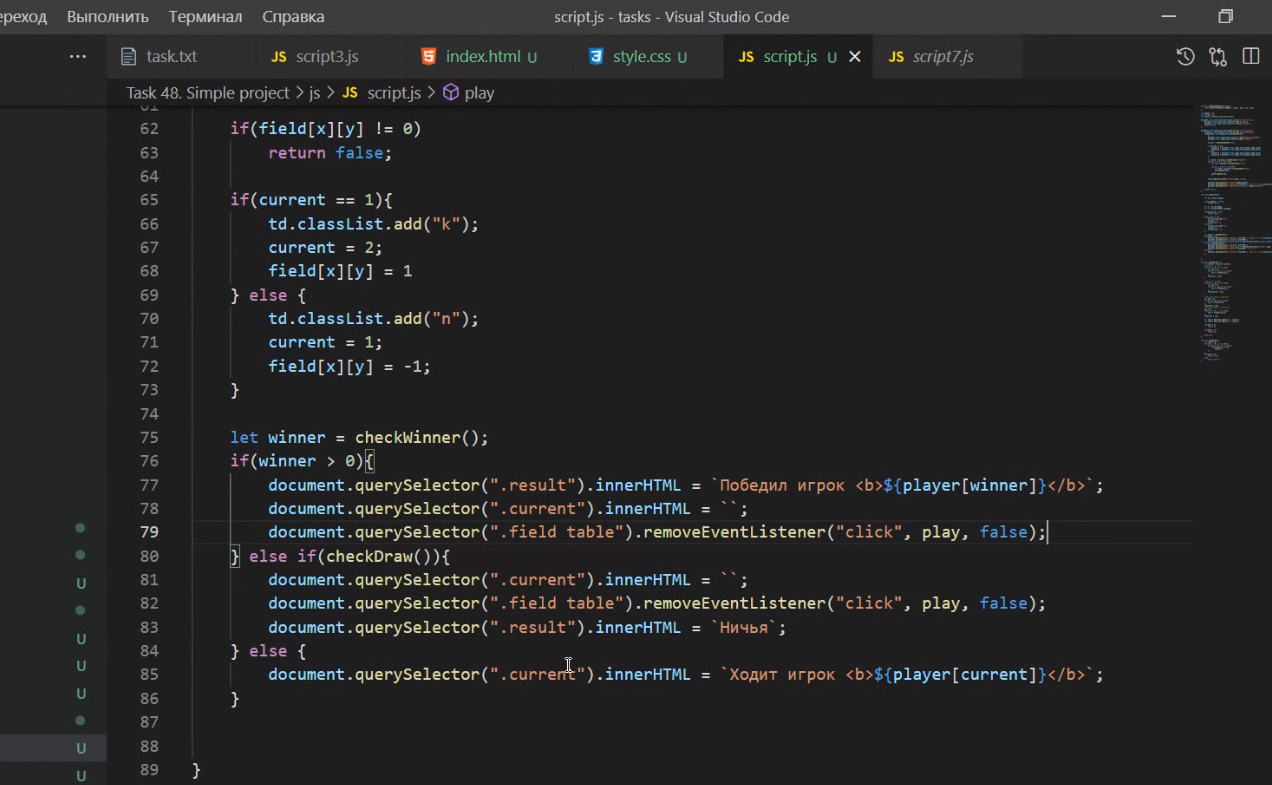 ереход Выполнить Терминал Справка script.js - tasks - Visual Studio Code
... task.txt JS script3.js index.html U style.css U JS script.js U JS script7.js
Task 48. Simple project > js > JS script.js > play
61
62 if(field[x][y] != 0)
63 return false;
64
65 if(current == 1){
66 td.classList.add("k");
67 current = 2;
68 field[x][y] = 1
69 } else {
70 td.classList.add("n");
71 current = 1;
72 field[x][y] = -1;
73 }
74
75 let winner = checkWinner();
76 if(winner > 0){
77 document.querySelector(".result").innerHTML = `Победил игрок <b>${player[winner]}</b>`;
78 document.querySelector(".current").innerHTML = ``;
79 document.querySelector(".field table").removeEventListener("click", play, false);
80 } else if(checkDraw()){
81 document.querySelector(".current").innerHTML = ``;
82 document.querySelector(".field table").removeEventListener("click", play, false);
83 document.querySelector(".result").innerHTML = `Ничья`;
84 } else {
U
85 document.querySelector(".current").innerHTML = `Ходит игрок <b>${player[current]}</b>`;
U
86 }
U
87
88
U
89 }
U